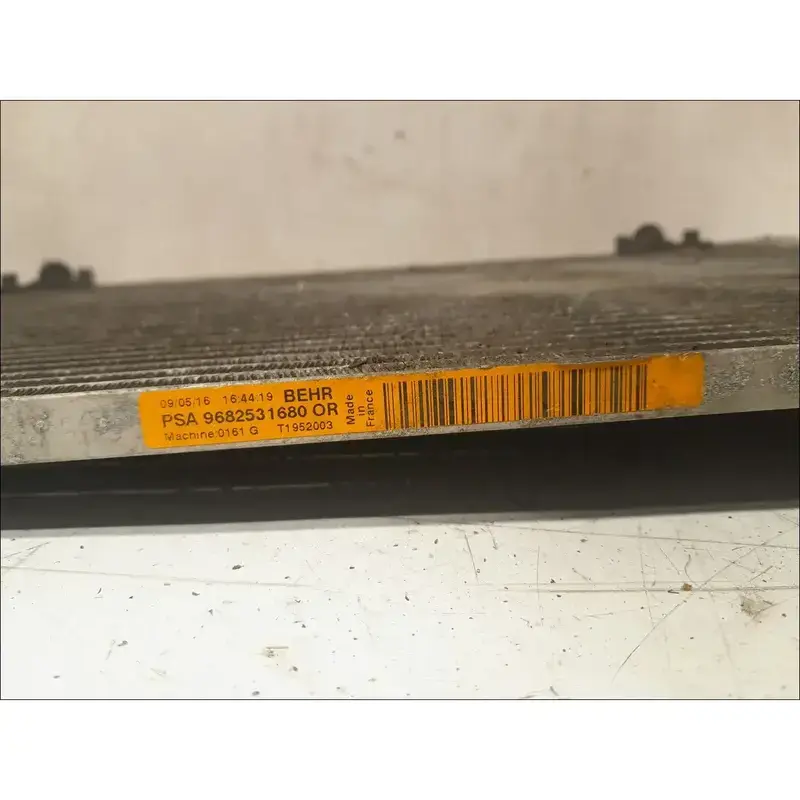 09/05/16 16:44:19 BEHR
PSA 9682531680 OR
Machine:0161 G T1952003
Made
in
France